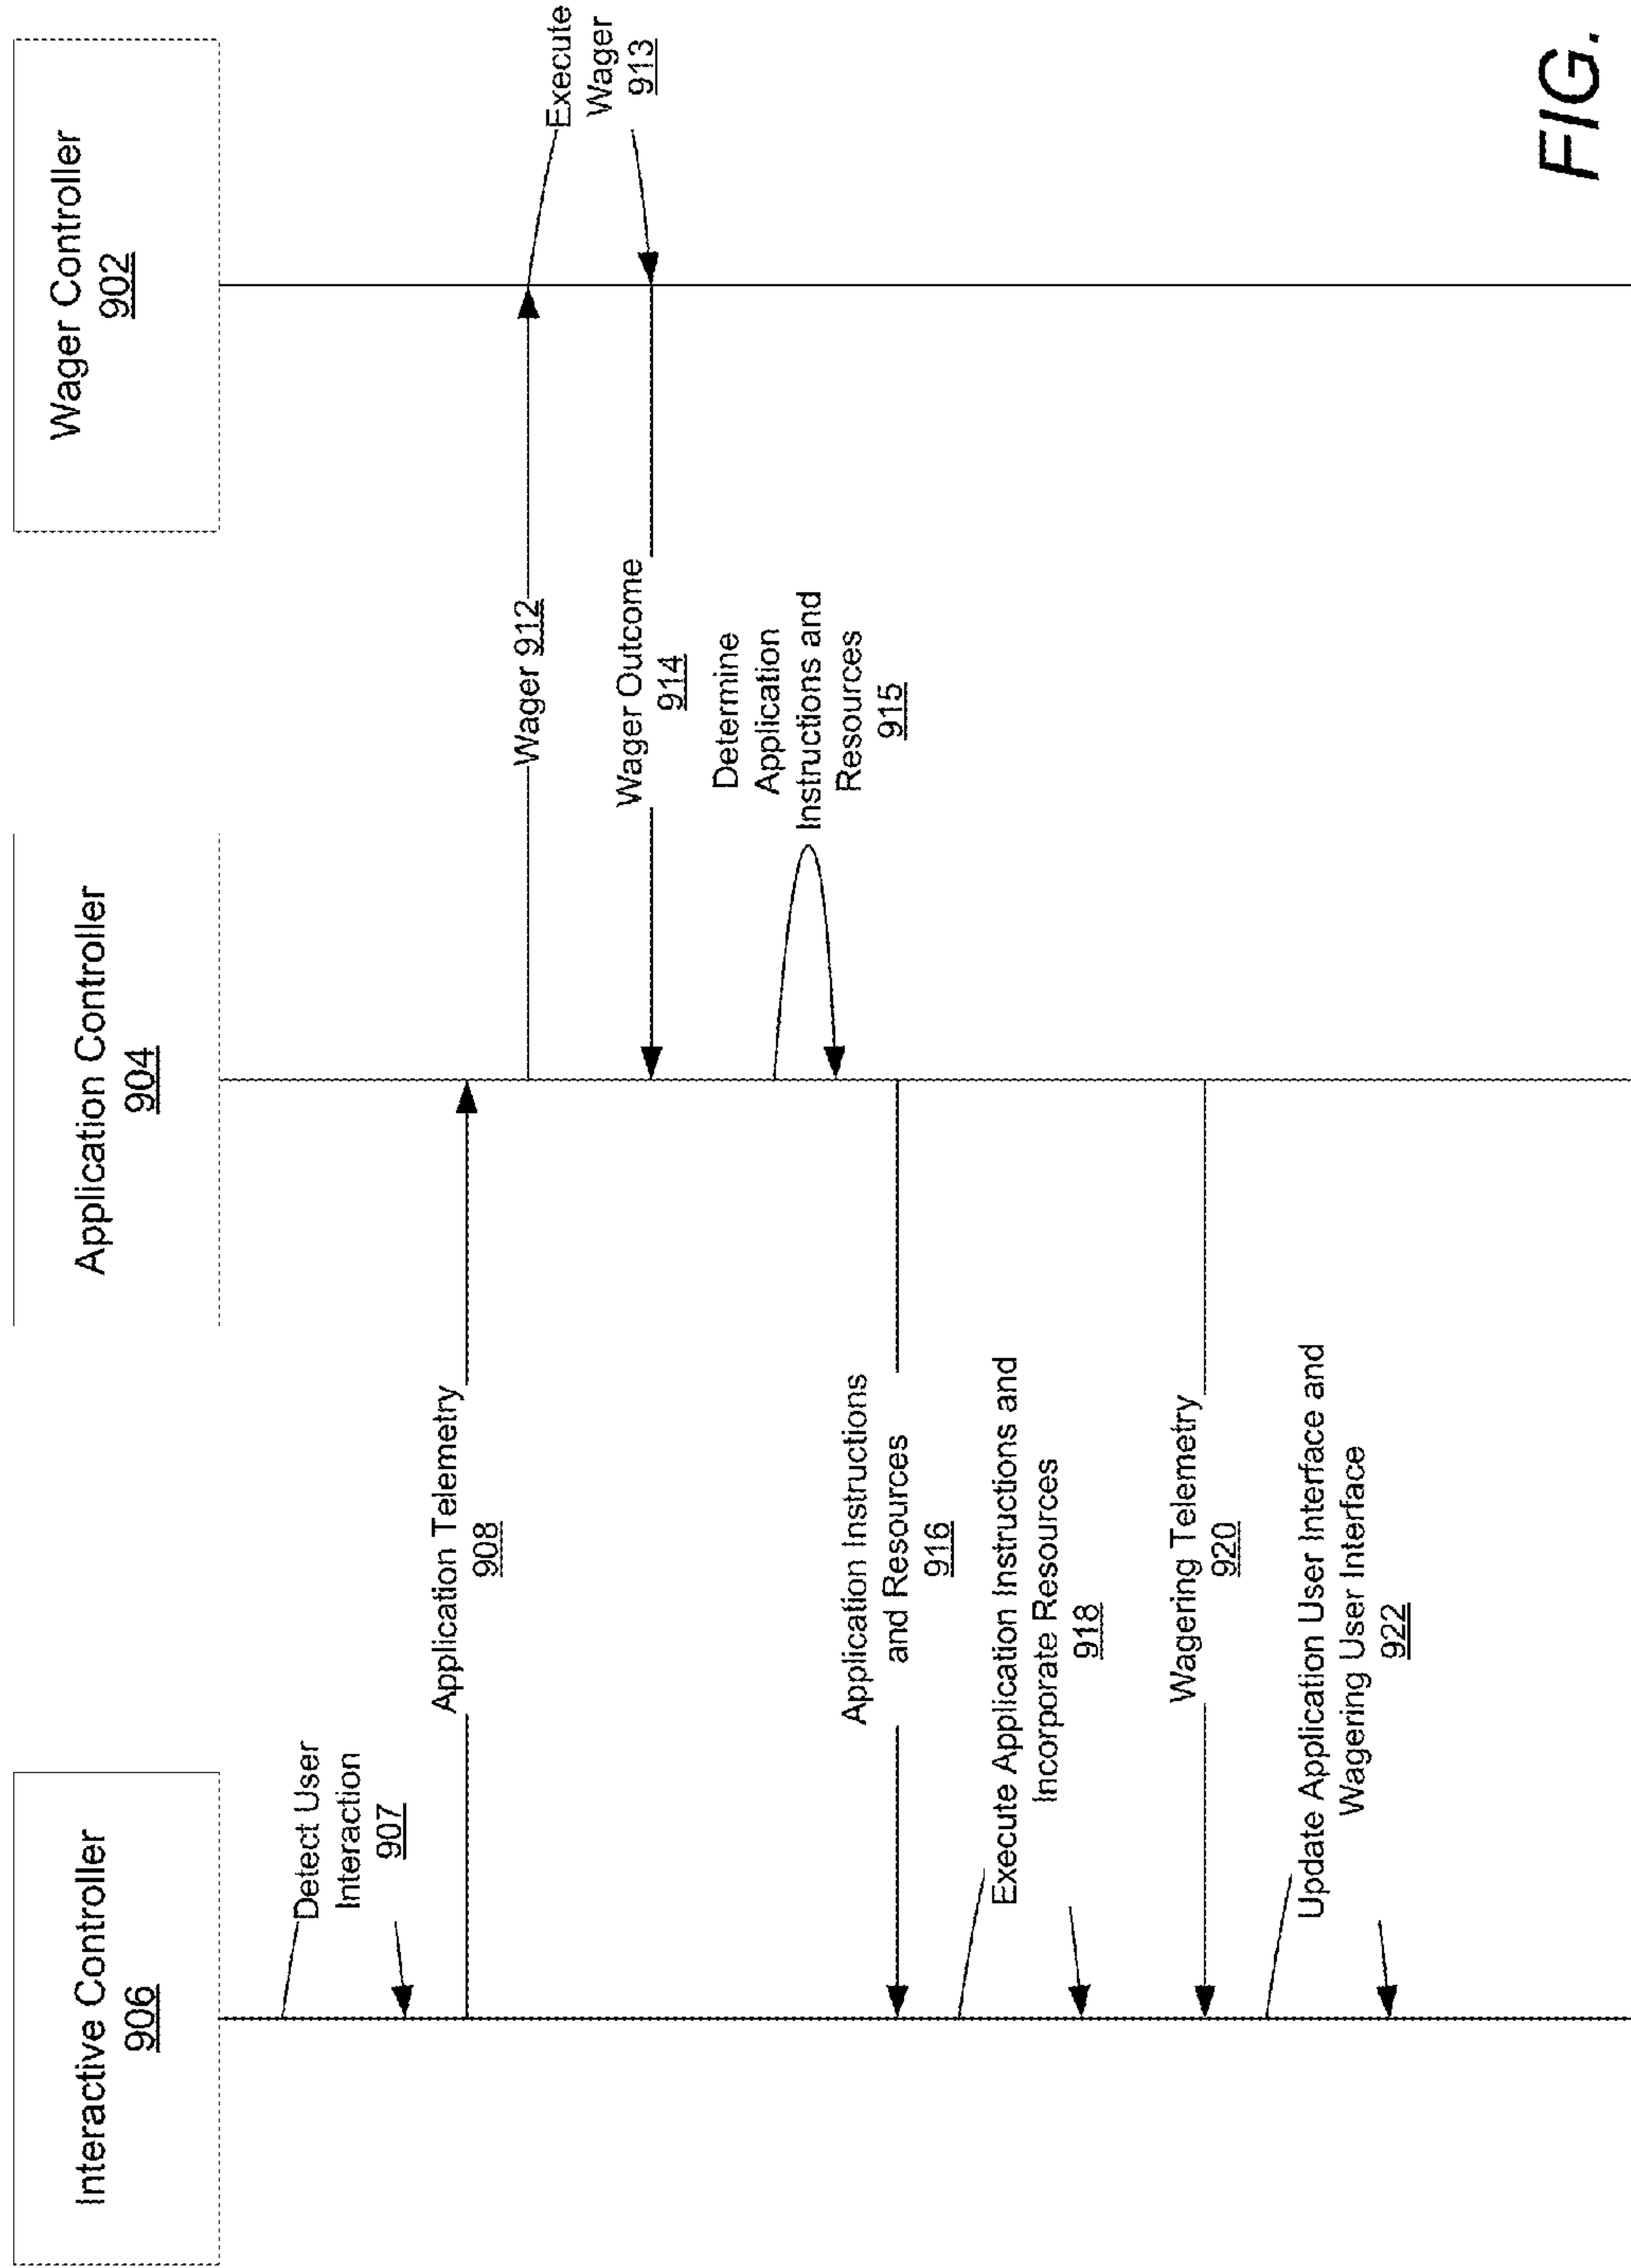 Interactive Controller
906
Application Controller
904
Wager Controller
902
Detect User
Interaction
907
Application Telemetry
908
Wager 912
Execute
Wager
913
Wager Outcome
914
Determine
Application
Instructions and
Resources
915
Application Instructions
and Resources
916
Execute Application Instructions and
Incorporate Resources
918
Wagering Telemetry
920
Update Application User Interface and
Wagering User Interface
922
FIG.